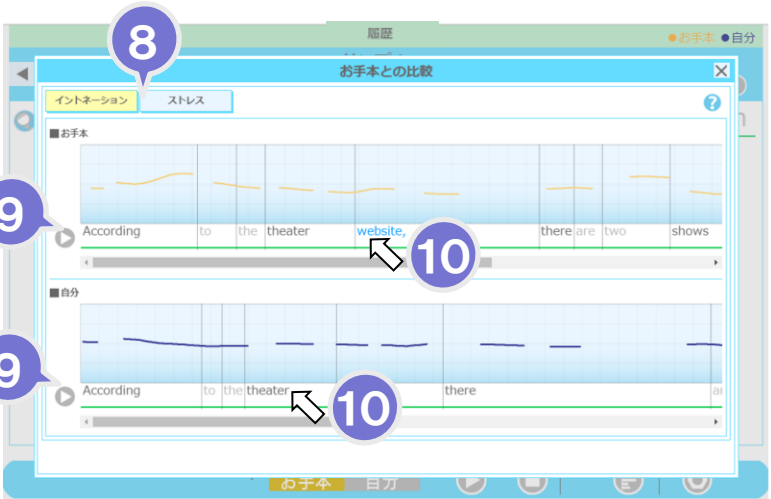 履歴
●お手本 ●自分
8
お手本との比較
イントネーション ストレス
?
■お手本
9
According to the theater website, there are two shows
10
■自分
9
According to the theater there
10
お手本 自分